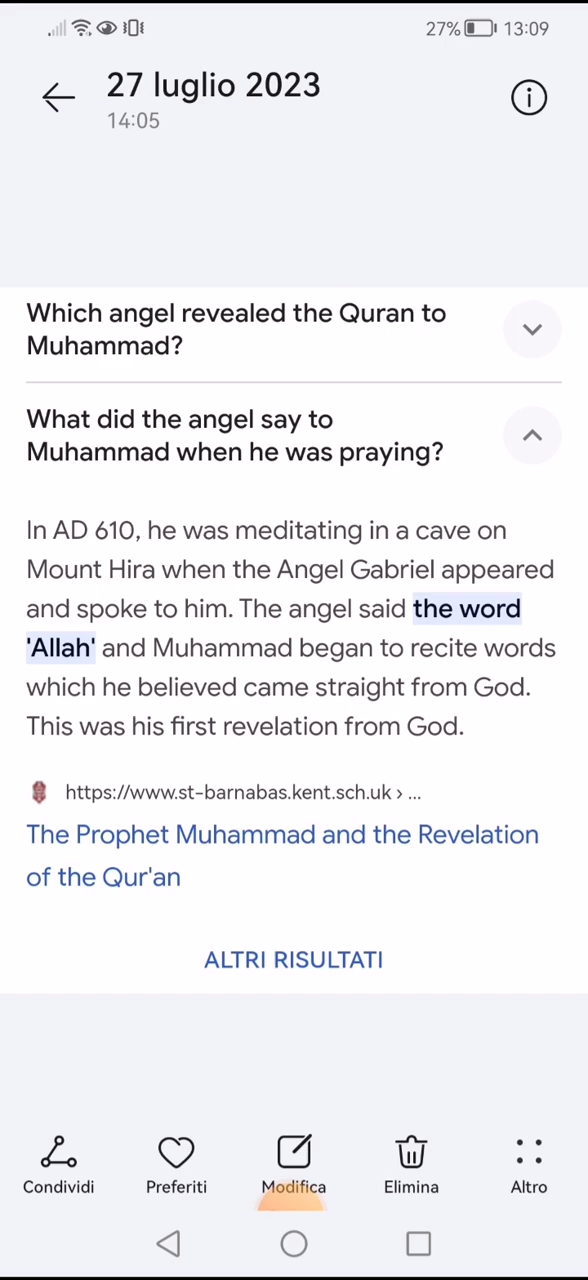 27% 13:09
27 luglio 2023
14:05
Which angel revealed the Quran to
Muhammad?
What did the angel say to
Muhammad when he was praying?
In AD 610, he was meditating in a cave on
Mount Hira when the Angel Gabriel appeared
and spoke to him. The angel said the word
'Allah' and Muhammad began to recite words
which he believed came straight from God.
This was his first revelation from God.
https://www.st-barnabas.kent.sch.uk › ...
The Prophet Muhammad and the Revelation
of the Qur'an
ALTRI RISULTATI
Condividi Preferiti Modifica Elimina Altro